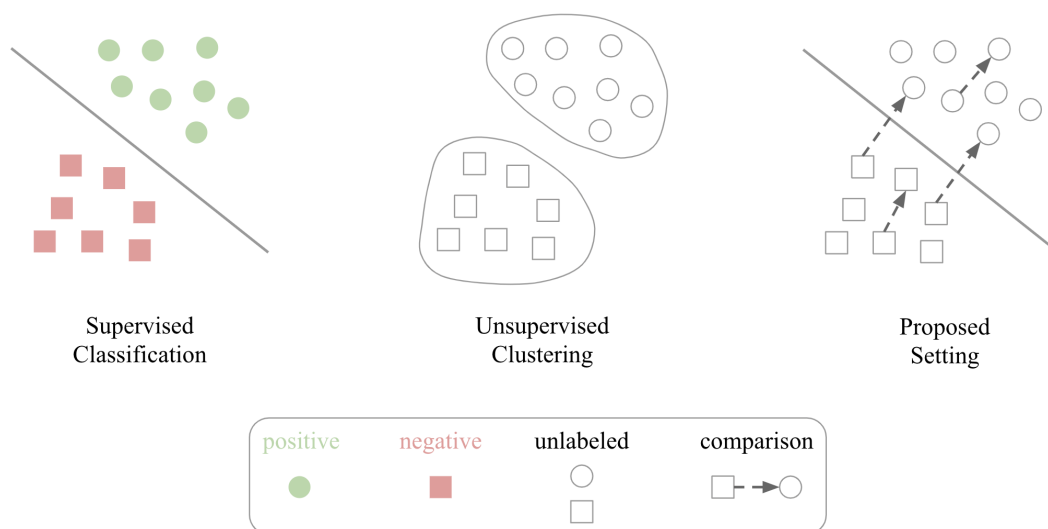 Supervised
Classification
Unsupervised
Clustering
Proposed
Setting
positive
negative
unlabeled
comparison